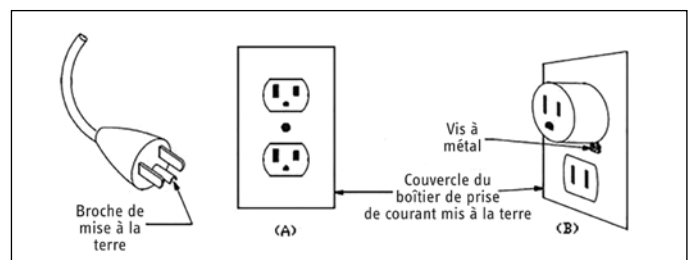 Broche de
mise à la
terre
(A)
Vis à
métal
Couvercle du
boîtier de prise
de courant mis à la terre
(B)